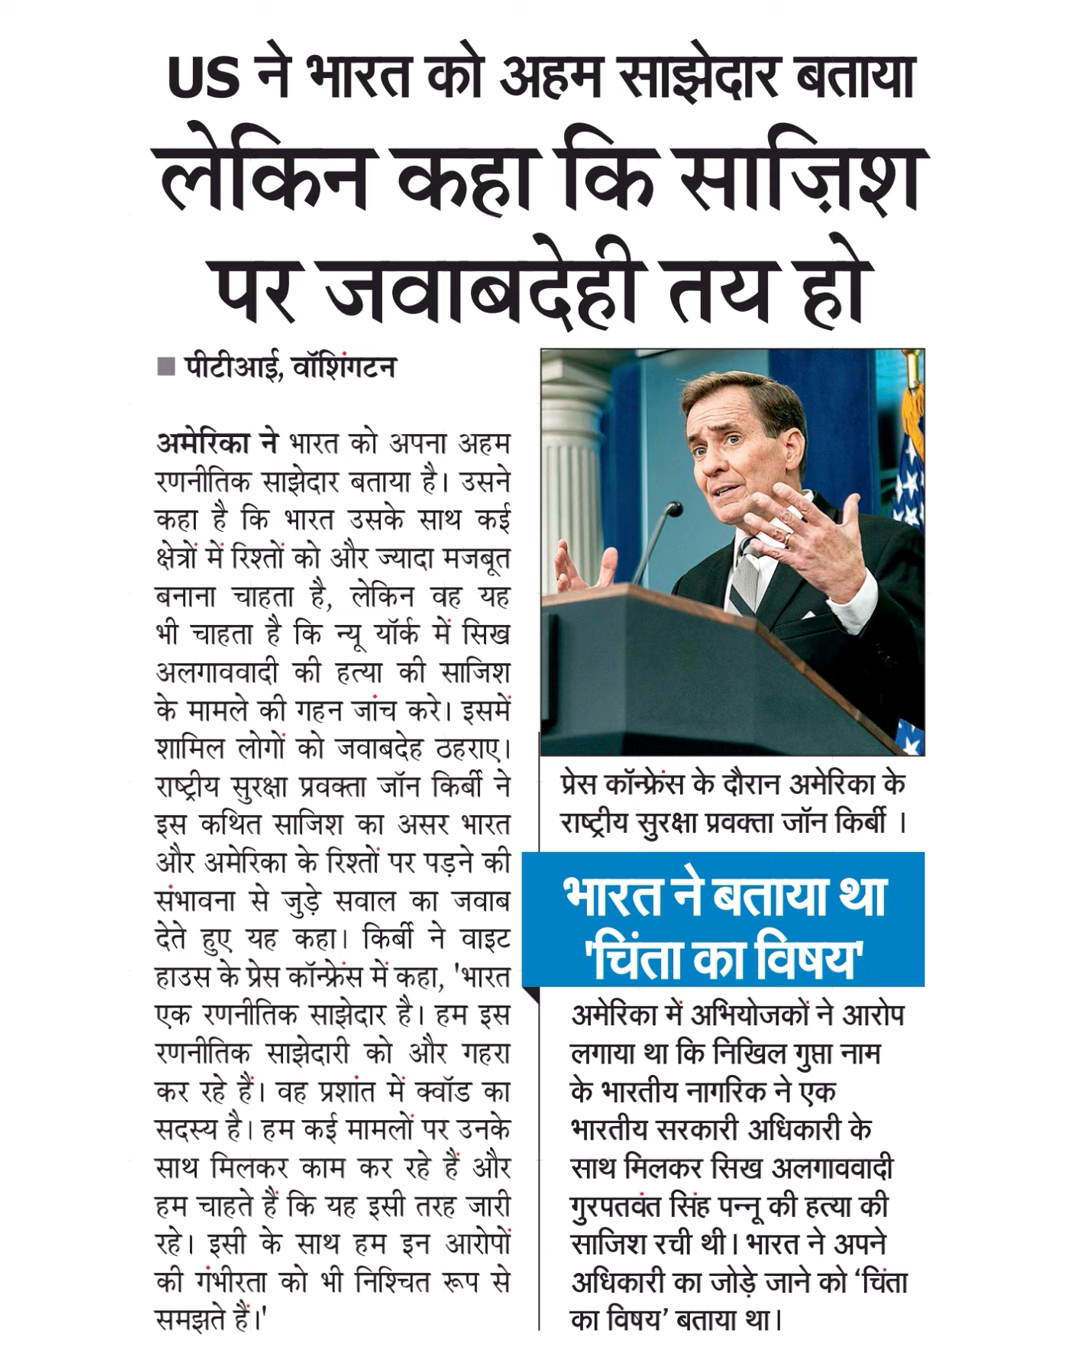 US ने भारत को अहम साझेदार बताया
लेकिन कहा कि साज़िश
पर जवाबदेही तय हो
■ पीटीआई, वॉशिंगटन
अमेरिका ने भारत को अपना अहम
रणनीतिक साझेदार बताया है। उसने
कहा है कि भारत उसके साथ कई
क्षेत्रों में रिश्तों को और ज्यादा मजबूत
बनाना चाहता है, लेकिन वह यह
भी चाहता है कि न्यू यॉर्क में सिख
अलगाववादी की हत्या की साजिश
के मामले की गहन जांच करे। इसमें
शामिल लोगों को जवाबदेह ठहराए।
राष्ट्रीय सुरक्षा प्रवक्ता जॉन किर्बी ने
इस कथित साजिश का असर भारत
और अमेरिका के रिश्तों पर पड़ने की
संभावना से जुड़े सवाल का जवाब
देते हुए यह कहा। किर्बी ने वाइट
हाउस के प्रेस कॉन्फ्रेंस में कहा, 'भारत
एक रणनीतिक साझेदार है। हम इस
रणनीतिक साझेदारी को और गहरा
कर रहे हैं। वह प्रशांत में क्वॉड का
सदस्य है। हम कई मामलों पर उनके
साथ मिलकर काम कर रहे हैं और
हम चाहते हैं कि यह इसी तरह जारी
रहे। इसी के साथ हम इन आरोपों
की गंभीरता को भी निश्चित रूप से
समझते हैं।'
प्रेस कॉन्फ्रेंस के दौरान अमेरिका के
राष्ट्रीय सुरक्षा प्रवक्ता जॉन किर्बी ।
भारत ने बताया था
'चिंता का विषय'
अमेरिका में अभियोजकों ने आरोप
लगाया था कि निखिल गुप्ता नाम
के भारतीय नागरिक ने एक
भारतीय सरकारी अधिकारी के
साथ मिलकर सिख अलगाववादी
गुरपतवंत सिंह पन्नू की हत्या की
साजिश रची थी। भारत ने अपने
अधिकारी का जोड़े जाने को ‘चिंता
का विषय’ बताया था।